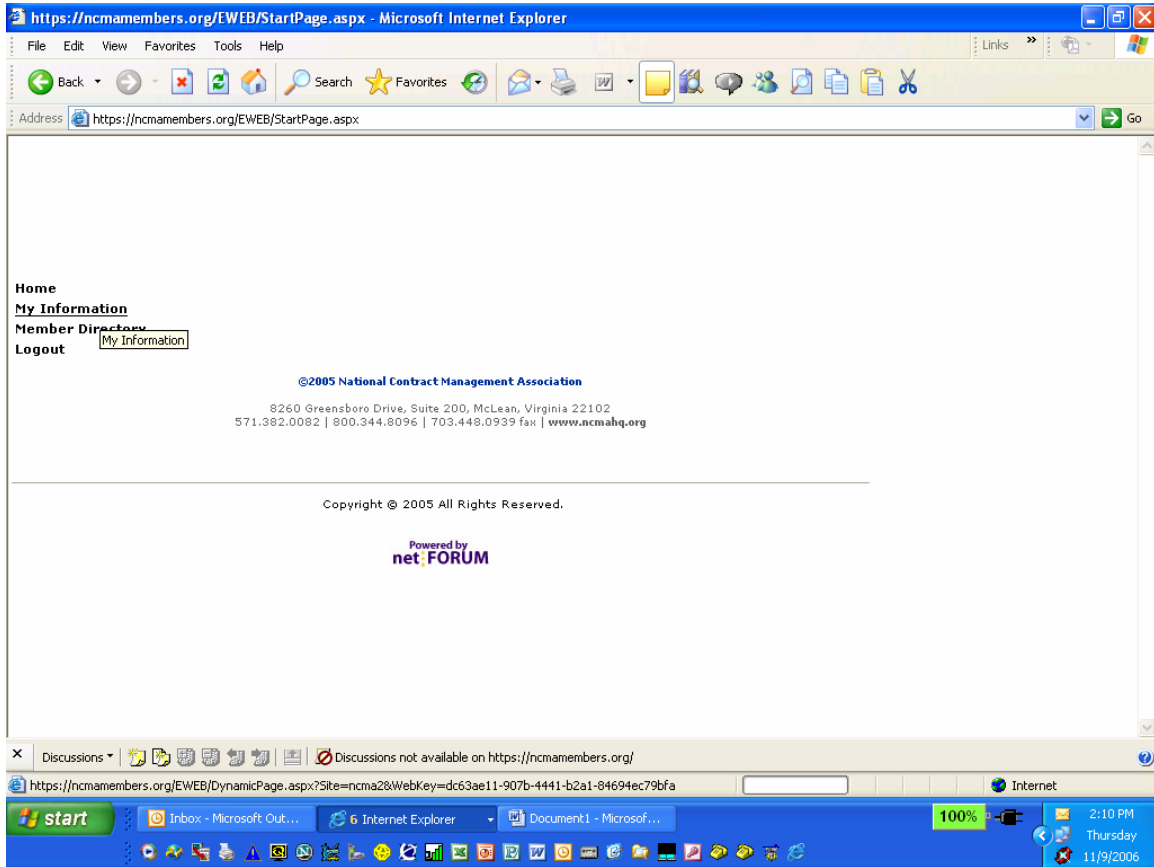 https://ncmamembers.org/EWEB/StartPage.aspx - Microsoft Internet Explorer
File Edit View Favorites Tools Help Links »
Back Search Favorites
Address https://ncmamembers.org/EWEB/StartPage.aspx Go
Home
My Information
Member Directory
My Information
Logout
©2005 National Contract Management Association
8260 Greensboro Drive, Suite 200, McLean, Virginia 22102
571.382.0082 | 800.344.8096 | 703.448.0939 fax | www.ncmahq.org
Copyright © 2005 All Rights Reserved.
Powered by
net FORUM
Discussions Discussions not available on https://ncmamembers.org/
https://ncmamembers.org/EWEB/DynamicPage.aspx?Site=ncma2&WebKey=dc63ae11-907b-4441-b2a1-84694ec79bfa Internet
start Inbox - Microsoft Out... 6 Internet Explorer Document1 - Microsof... 100% 2:10 PM
Thursday
11/9/2006